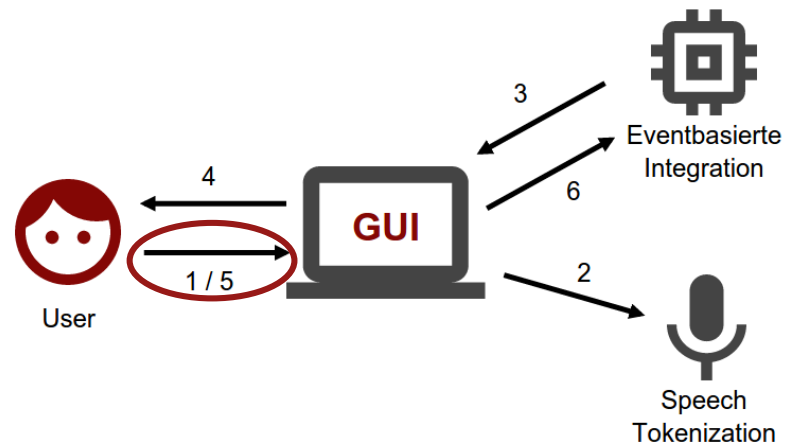 3
Eventbasierte
Integration
4
6
GUI
1 / 5
2
User
Speech
Tokenization